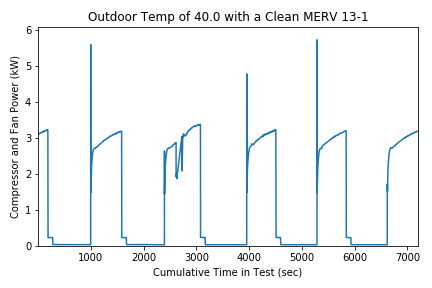 Outdoor Temp of 40.0 with a Clean MERV 13-1
Compressor and Fan Power (kW)
6
5
4
3
2
1
0
1000 2000 3000 4000 5000 6000 7000
Cumulative Time in Test (sec)